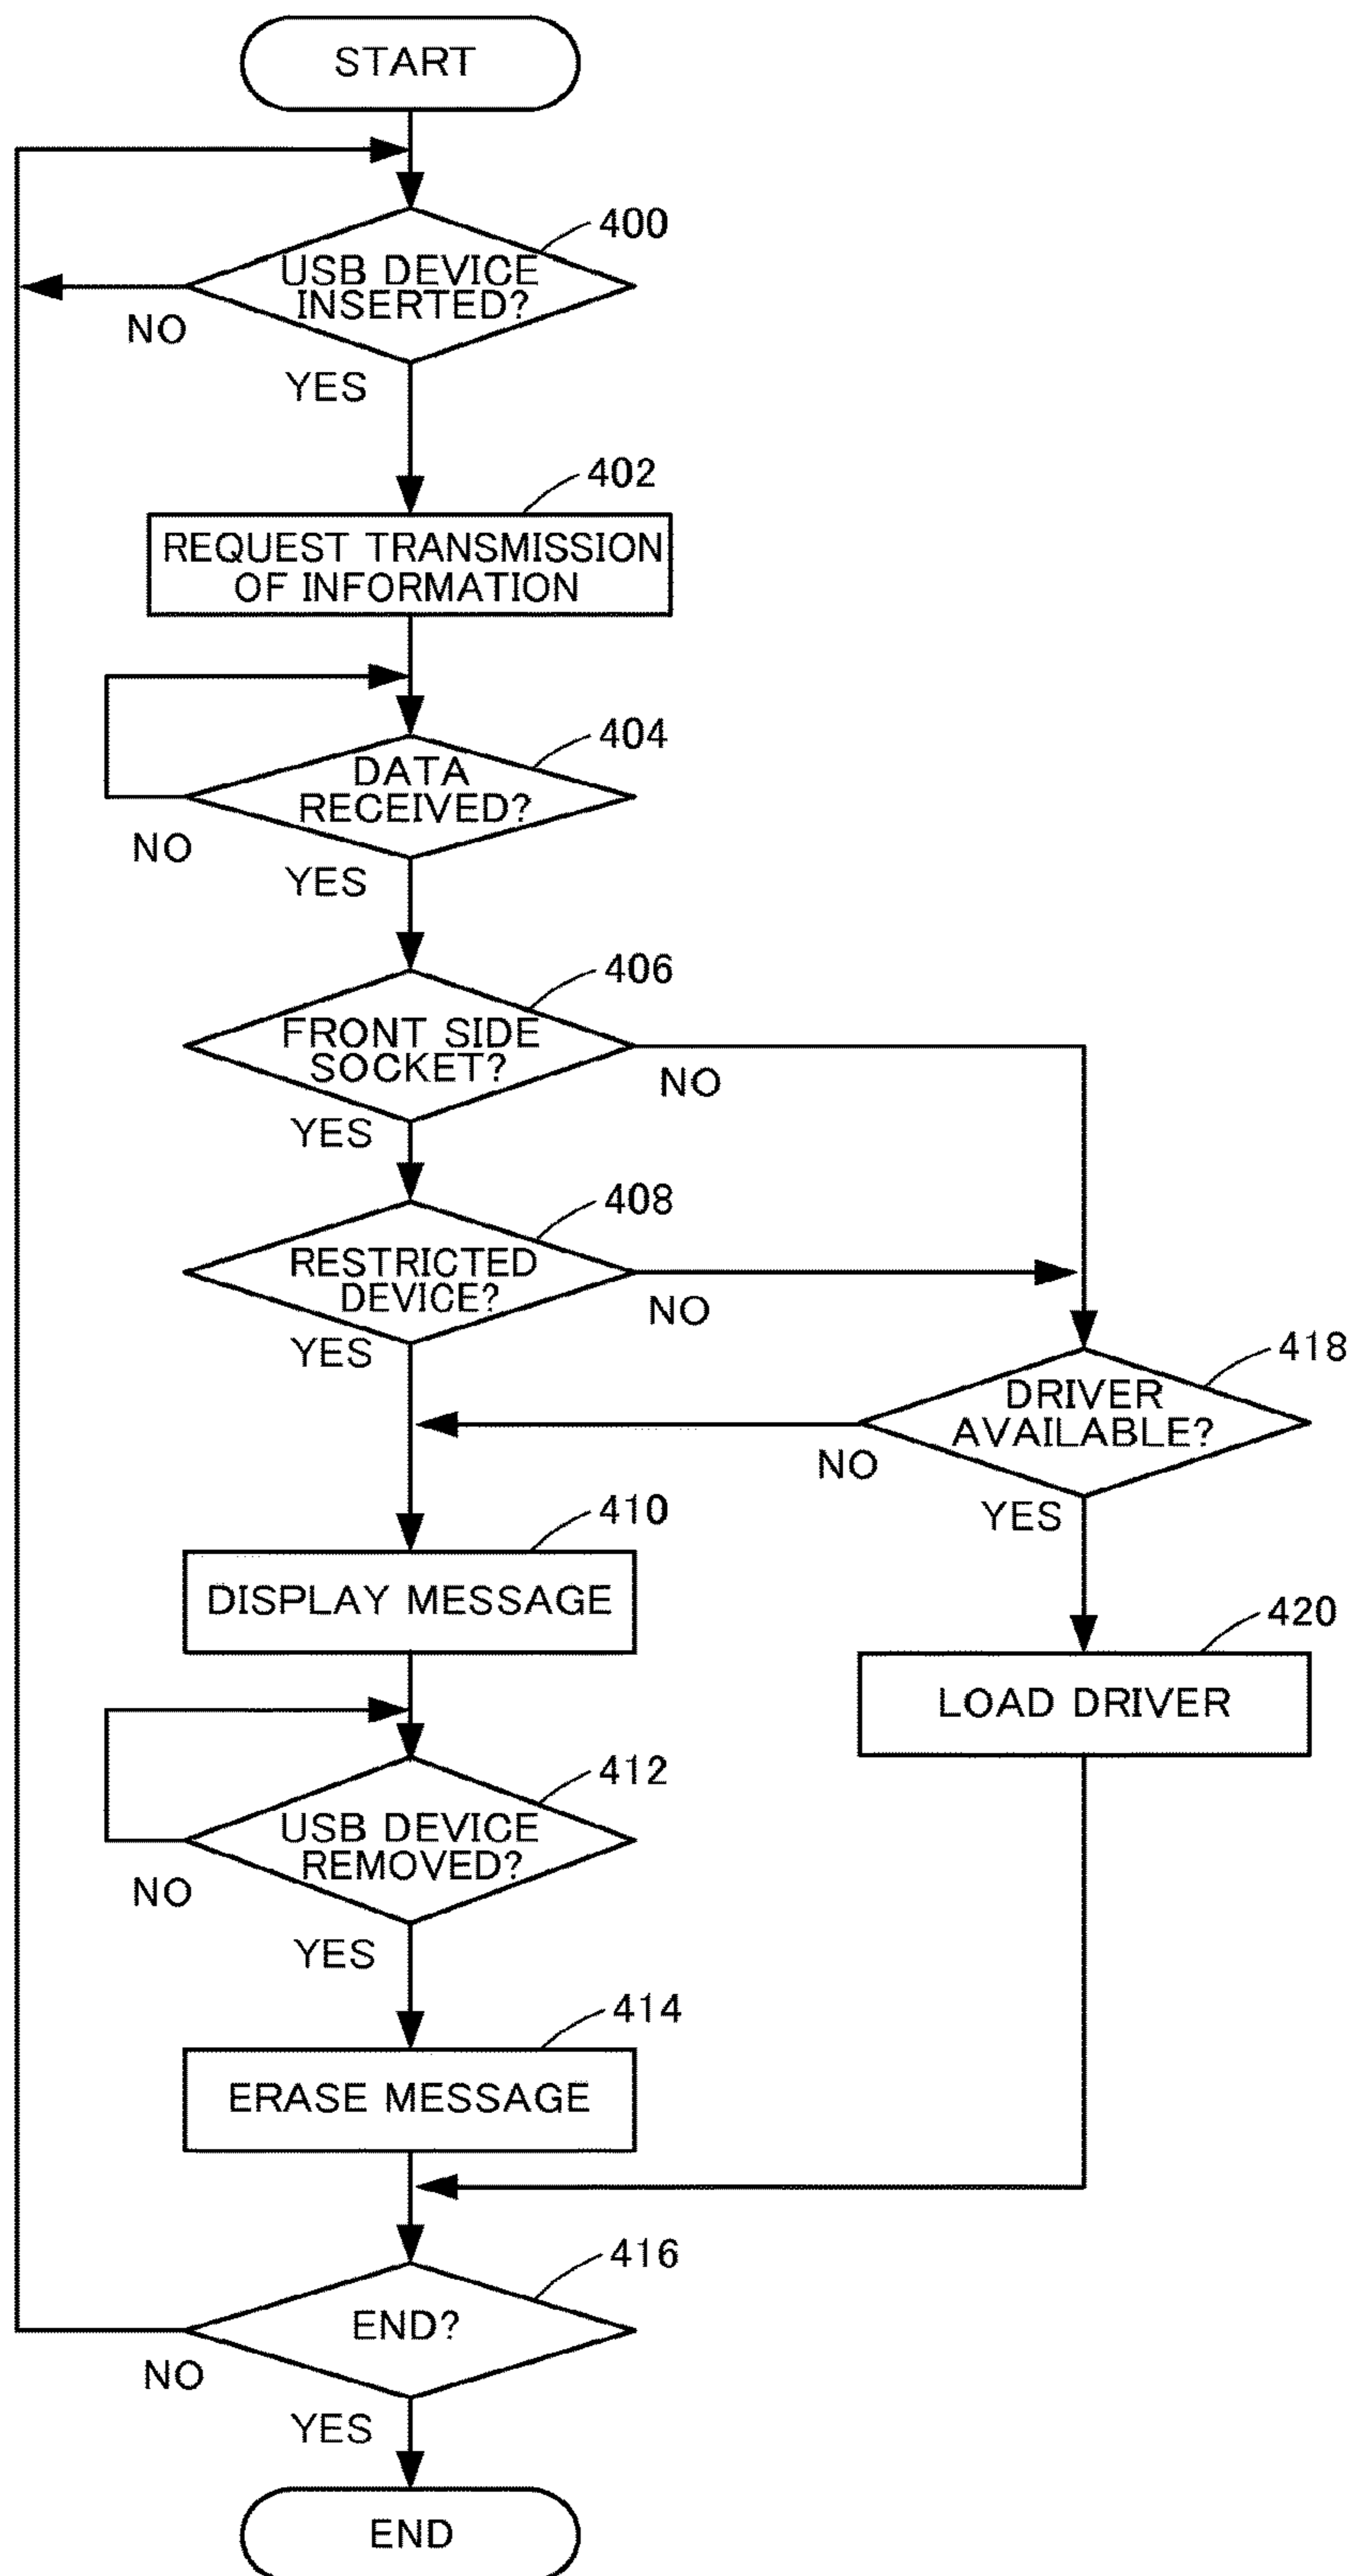 START
400
USB DEVICE
INSERTED?
NO
YES
402
REQUEST TRANSMISSION
OF INFORMATION
404
DATA
RECEIVED?
NO
YES
406
FRONT SIDE
SOCKET?
NO
YES
408
RESTRICTED
DEVICE?
NO
YES
418
DRIVER
AVAILABLE?
NO
YES
410
DISPLAY MESSAGE
420
LOAD DRIVER
412
USB DEVICE
REMOVED?
NO
YES
414
ERASE MESSAGE
416
END?
NO
YES
END